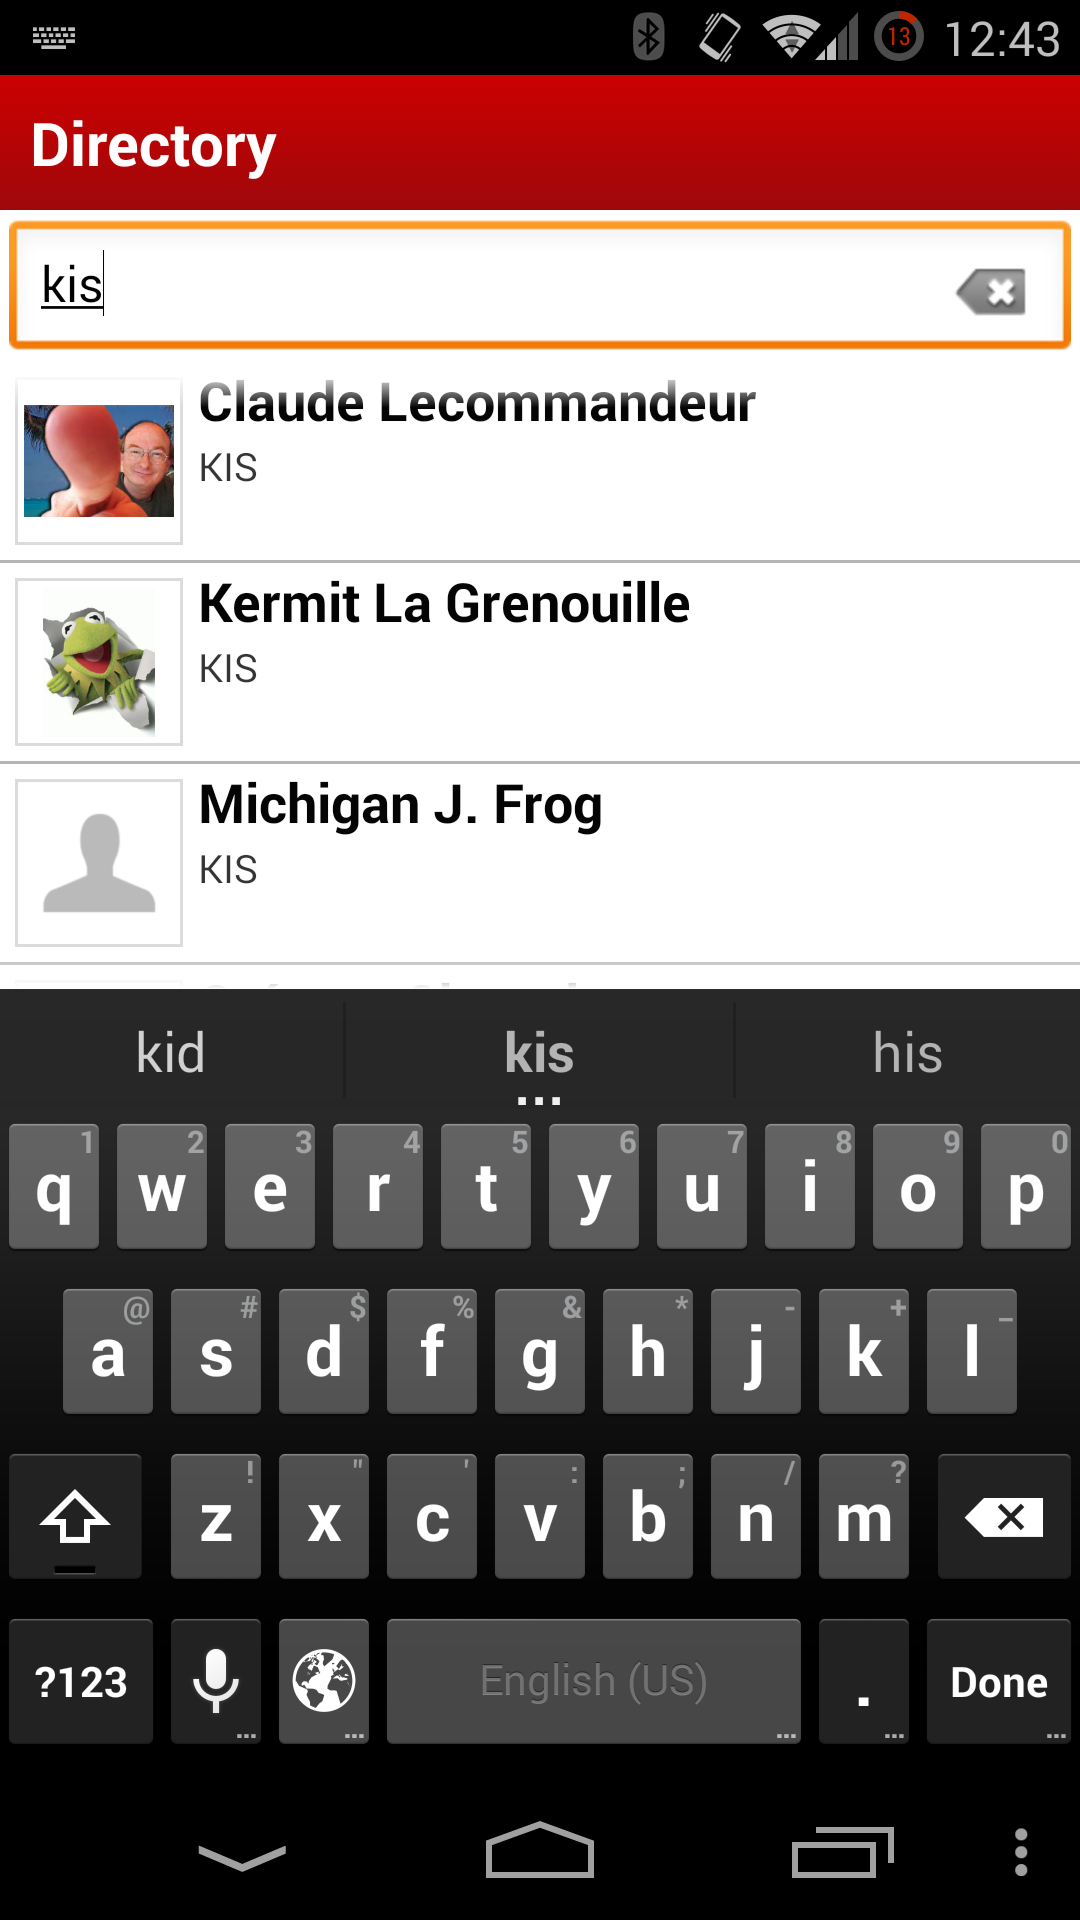 13 12:43
Directory
kis
Claude Lecommandeur
KIS
Kermit La Grenouille
KIS
Michigan J. Frog
KIS
kid kis his
...
1 2 3 4 5 6 7 8 9 0
q w e r t y u i o p
@ # $ % & * - + _
a s d f g h j k l
! " ' : ; / ?
z x c v b n m
?123 English (US) . Done